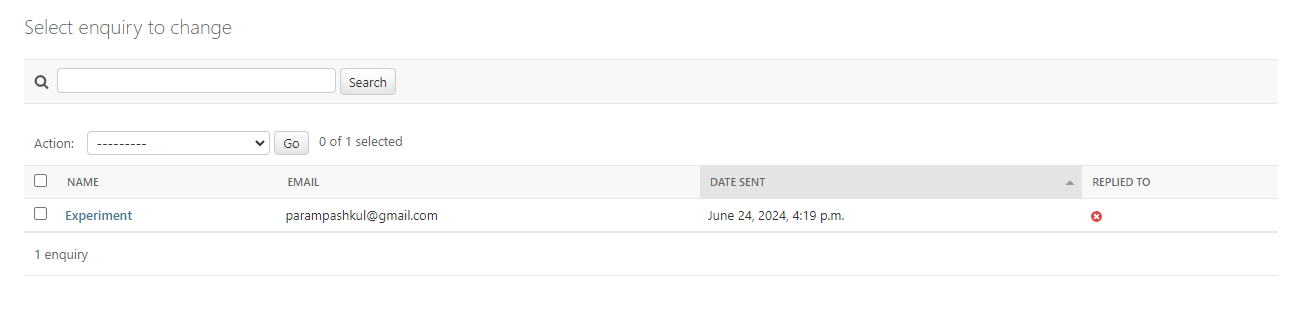 Select enquiry to change
Search
Action: --------- Go 0 of 1 selected
NAME EMAIL DATE SENT REPLIED TO
Experiment parampashkul@gmail.com June 24, 2024, 4:19 p.m.
1 enquiry